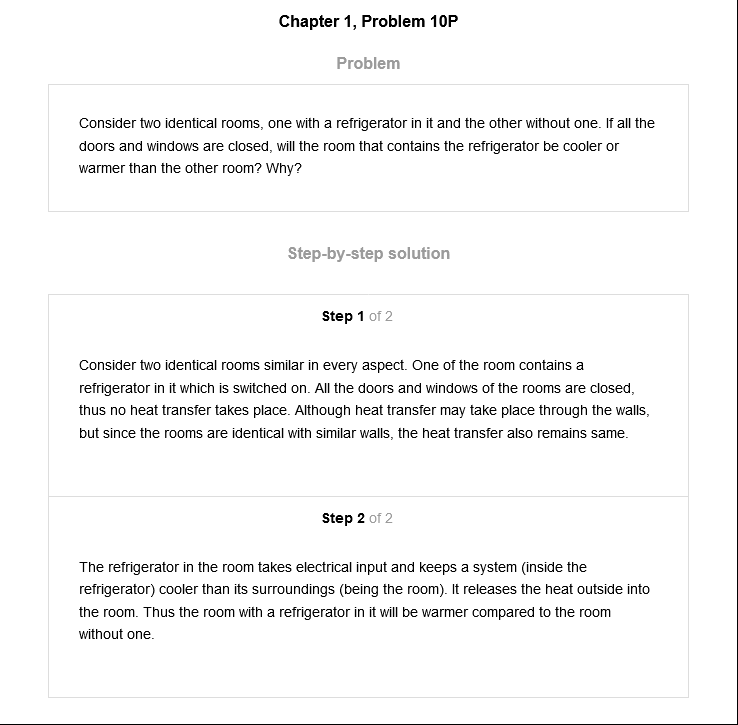 Chapter 1, Problem 10P
Problem
Consider two identical rooms, one with a refrigerator in it and the other without one. If all the
doors and windows are closed, will the room that contains the refrigerator be cooler or
warmer than the other room? Why?
Step-by-step solution
Step 1 of 2
Consider two identical rooms similar in every aspect. One of the room contains a
refrigerator in it which is switched on. All the doors and windows of the rooms are closed,
thus no heat transfer takes place. Although heat transfer may take place through the walls,
but since the rooms are identical with similar walls, the heat transfer also remains same.
Step 2 of 2
The refrigerator in the room takes electrical input and keeps a system (inside the
refrigerator) cooler than its surroundings (being the room). It releases the heat outside into
the room. Thus the room with a refrigerator in it will be warmer compared to the room
without one.